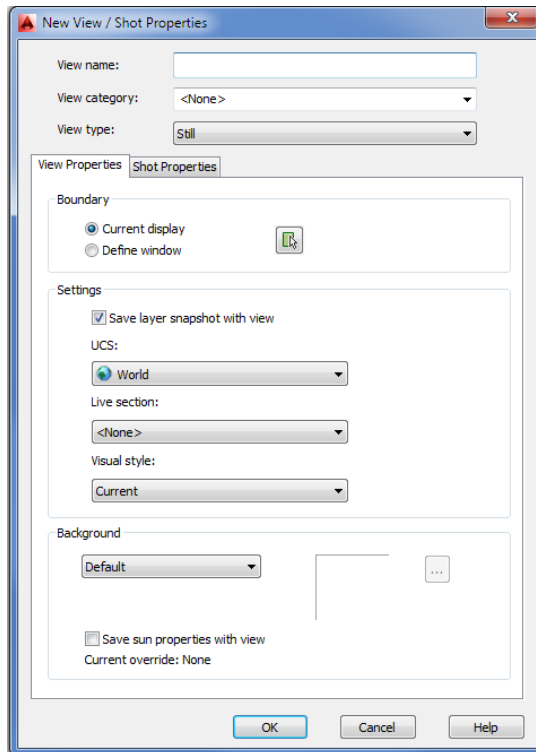 New View / Shot Properties
View name:
View category: <None>
View type: Still
View Properties Shot Properties
Boundary
Current display
Define window
Settings
Save layer snapshot with view
UCS:
World
Live section:
<None>
Visual style:
Current
Background
Default ...
Save sun properties with view
Current override: None
OK Cancel Help